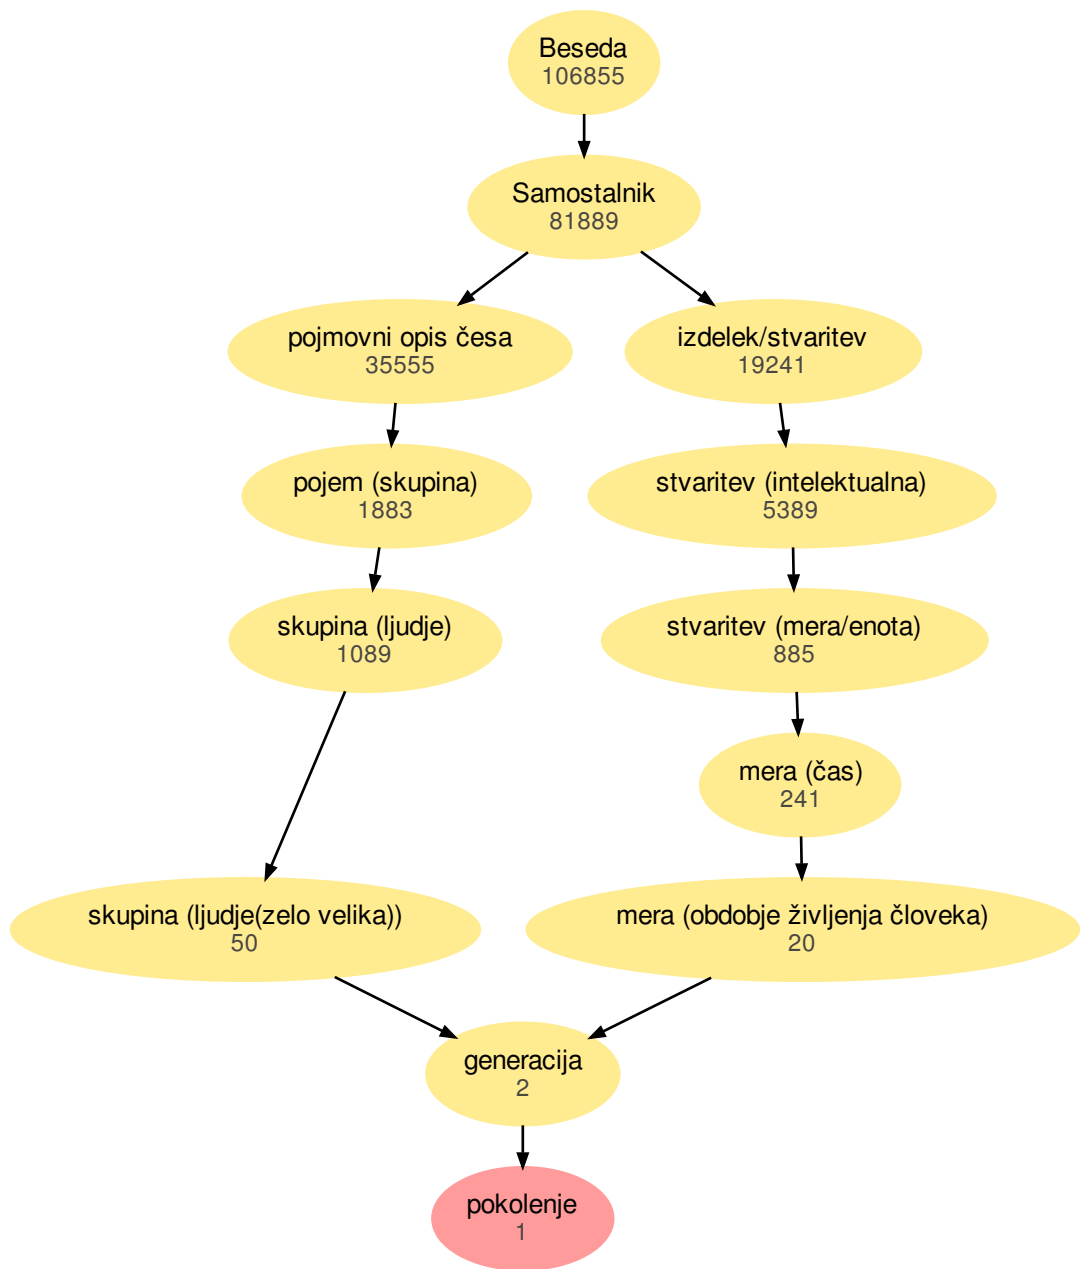 Beseda
106855
Samostalnik
81889
pojmovni opis česa
35555
izdelek/stvaritev
19241
pojem (skupina)
1883
stvaritev (intelektualna)
5389
skupina (ljudje)
1089
stvaritev (mera/enota)
885
mera (čas)
241
skupina (ljudje(zelo velika))
50
mera (obdobje življenja človeka)
20
generacija
2
pokolenje
1